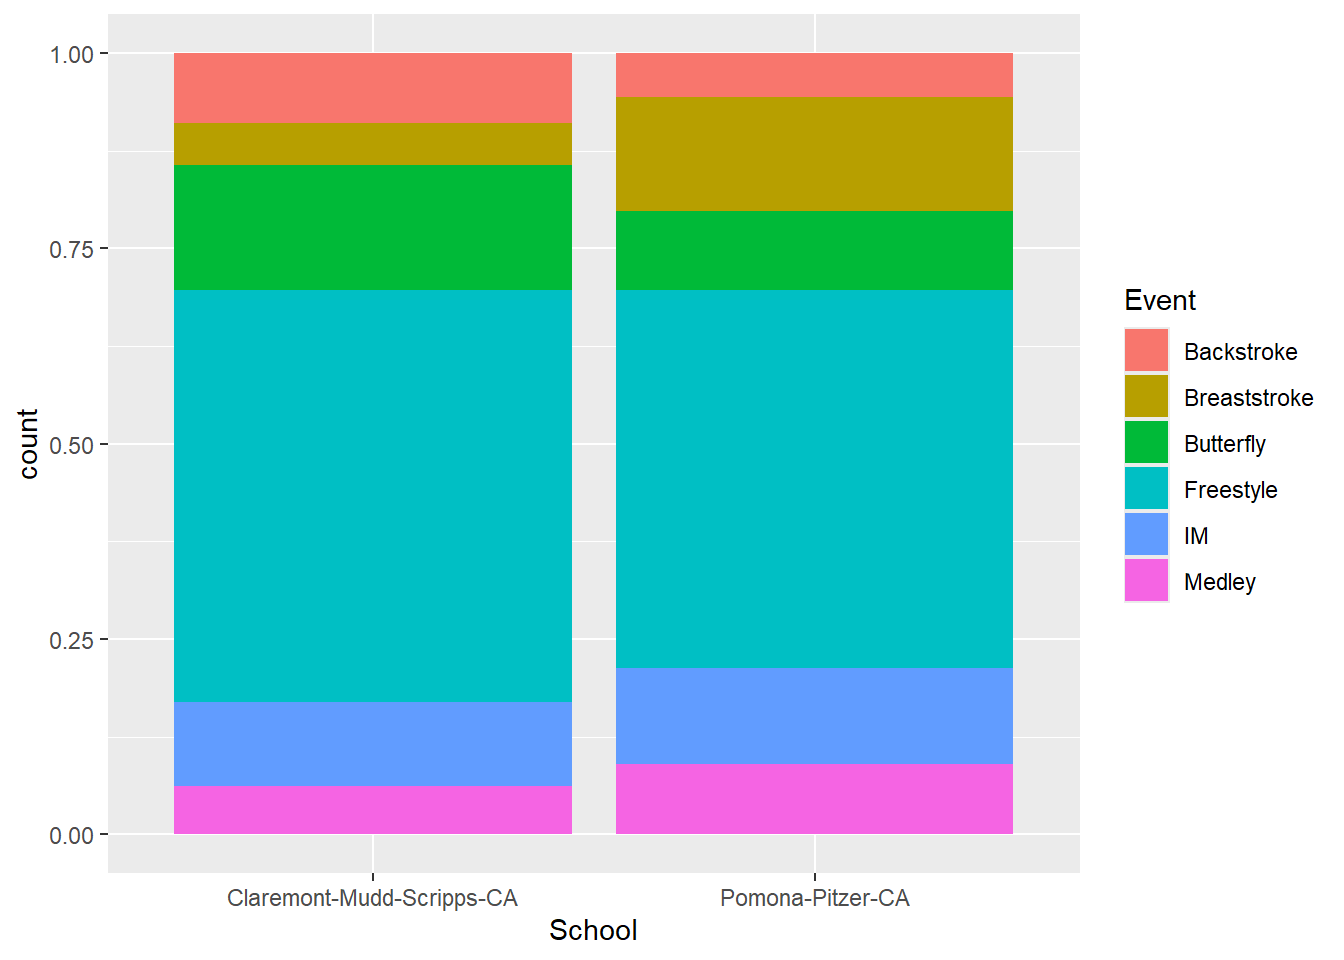 1.00
0.75
0.50
0.25
0.00
count
Claremont-Mudd-Scripps-CA
Pomona-Pitzer-CA
School
Event
Backstroke
Breaststroke
Butterfly
Freestyle
IM
Medley